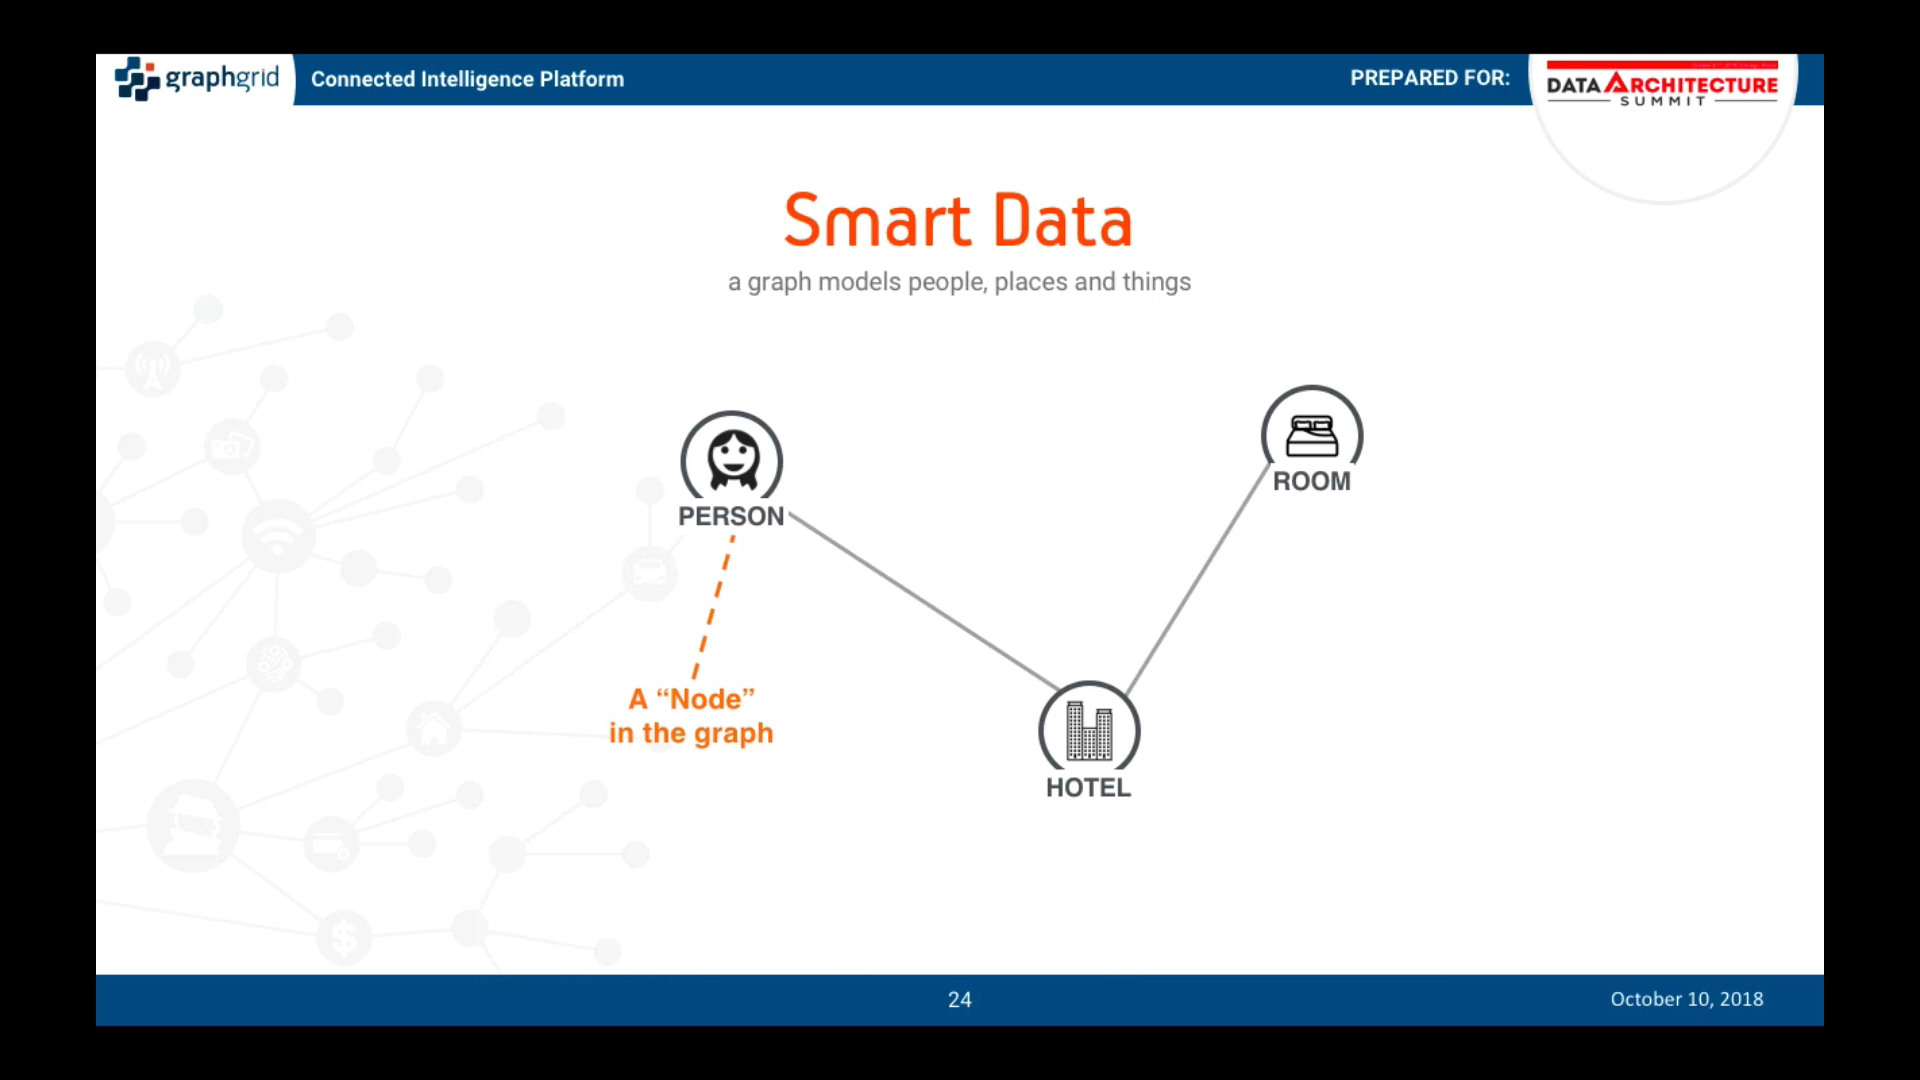 graphgrid
Connected Intelligence Platform
PREPARED FOR:
DATA ARCHITECTURE
SUMMIT
Smart Data
a graph models people, places and things
ROOM
PERSON
A “Node”
in the graph
HOTEL
$
24
October 10, 2018